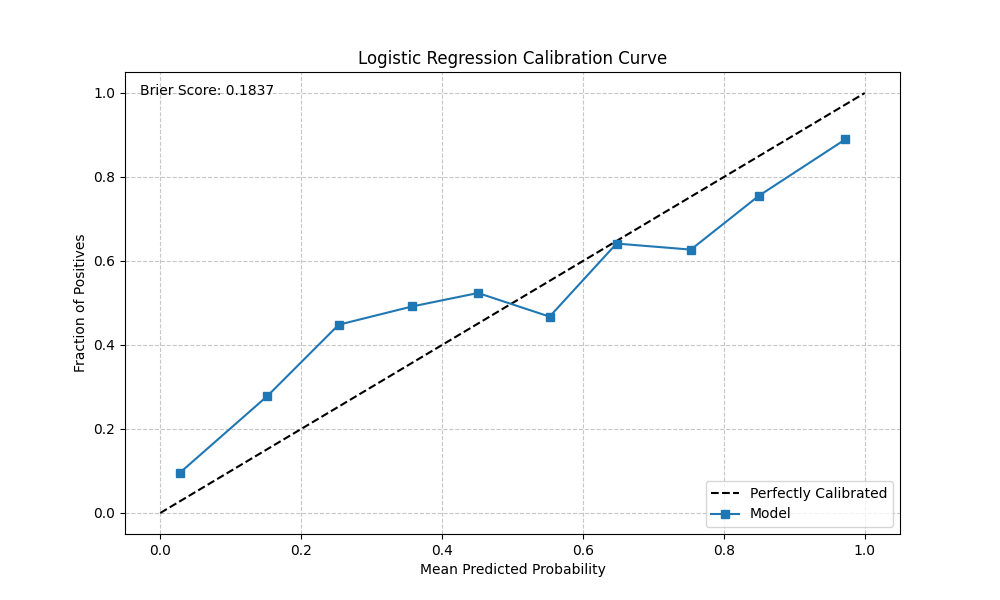 Logistic Regression Calibration Curve
Brier Score: 0.1837
1.0
0.8
0.6
0.4
0.2
0.0
Fraction of Positives
0.0 0.2 0.4 0.6 0.8 1.0
Mean Predicted Probability
Perfectly Calibrated
Model